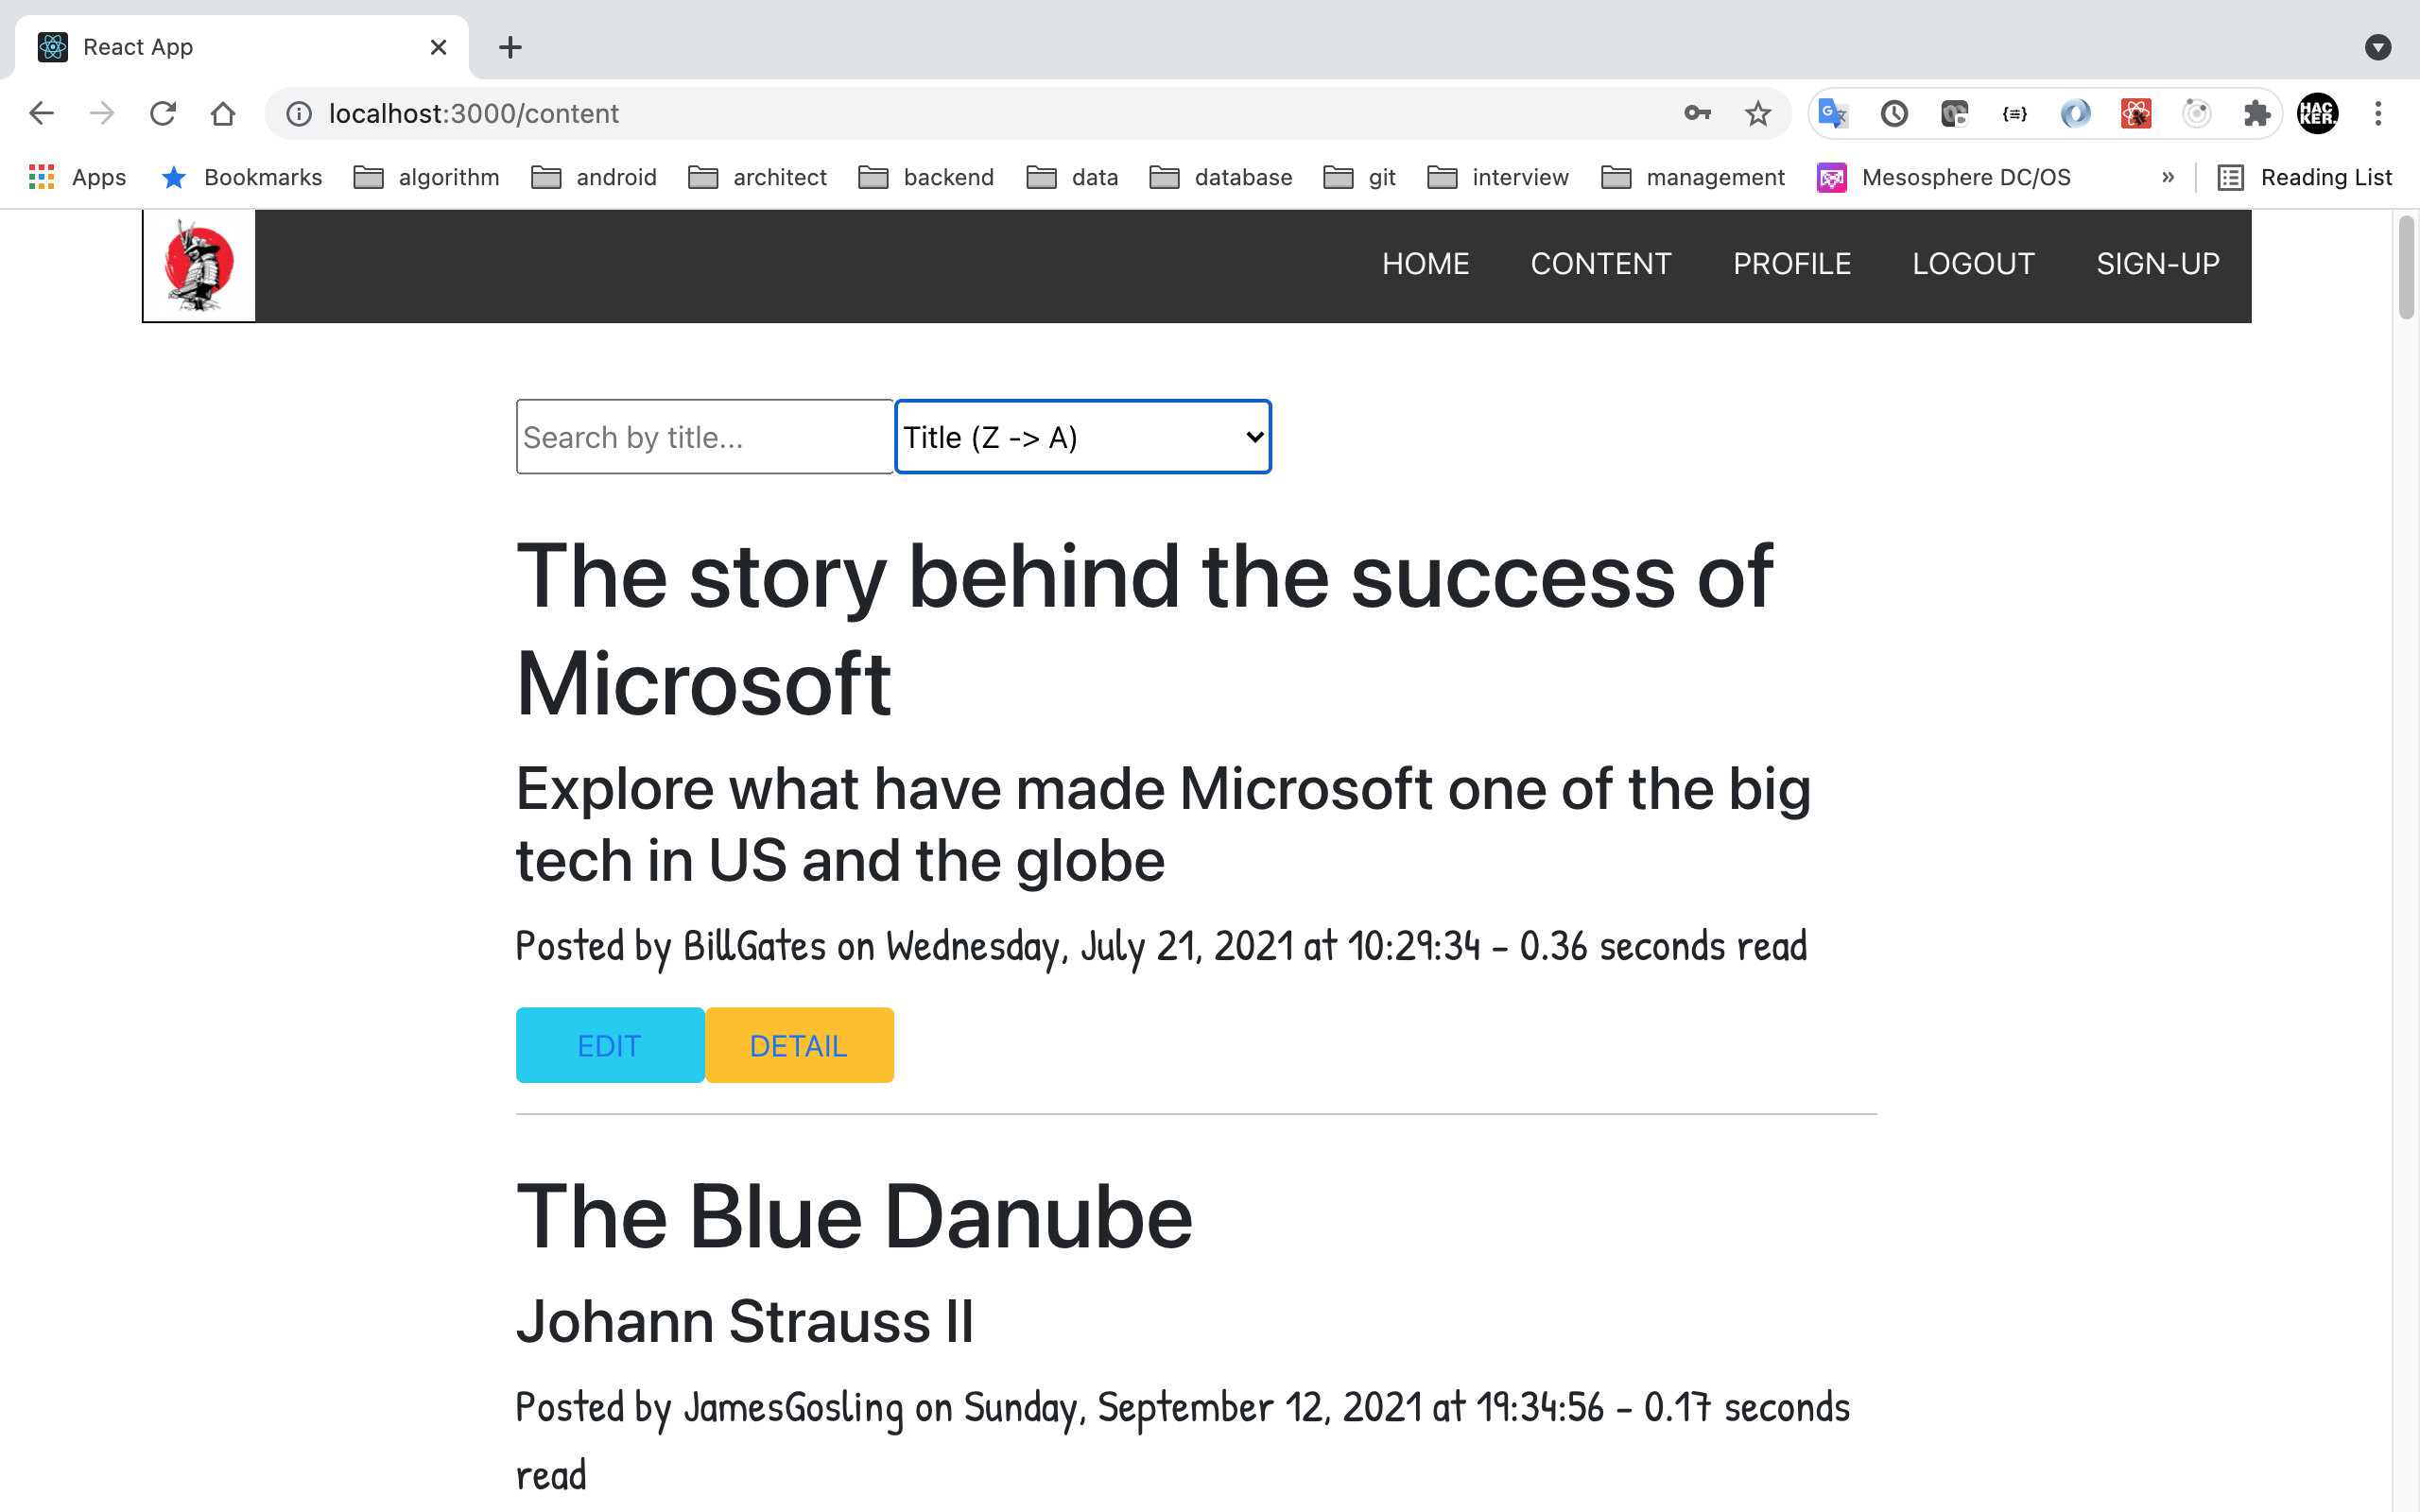 React App
localhost:3000/content
HAC
KER.
Apps Bookmarks algorithm android architect backend data database git interview management Mesosphere DC/OS » Reading List
HOME CONTENT PROFILE LOGOUT SIGN-UP
Search by title... Title (Z -> A)
The story behind the success of
Microsoft
Explore what have made Microsoft one of the big
tech in US and the globe
Posted by BillGates on Wednesday, July 21, 2021 at 10:29:34 - 0.36 seconds read
EDIT DETAIL
The Blue Danube
Johann Strauss II
Posted by JamesGosling on Sunday, September 12, 2021 at 19:34:56 - 0.17 seconds
read